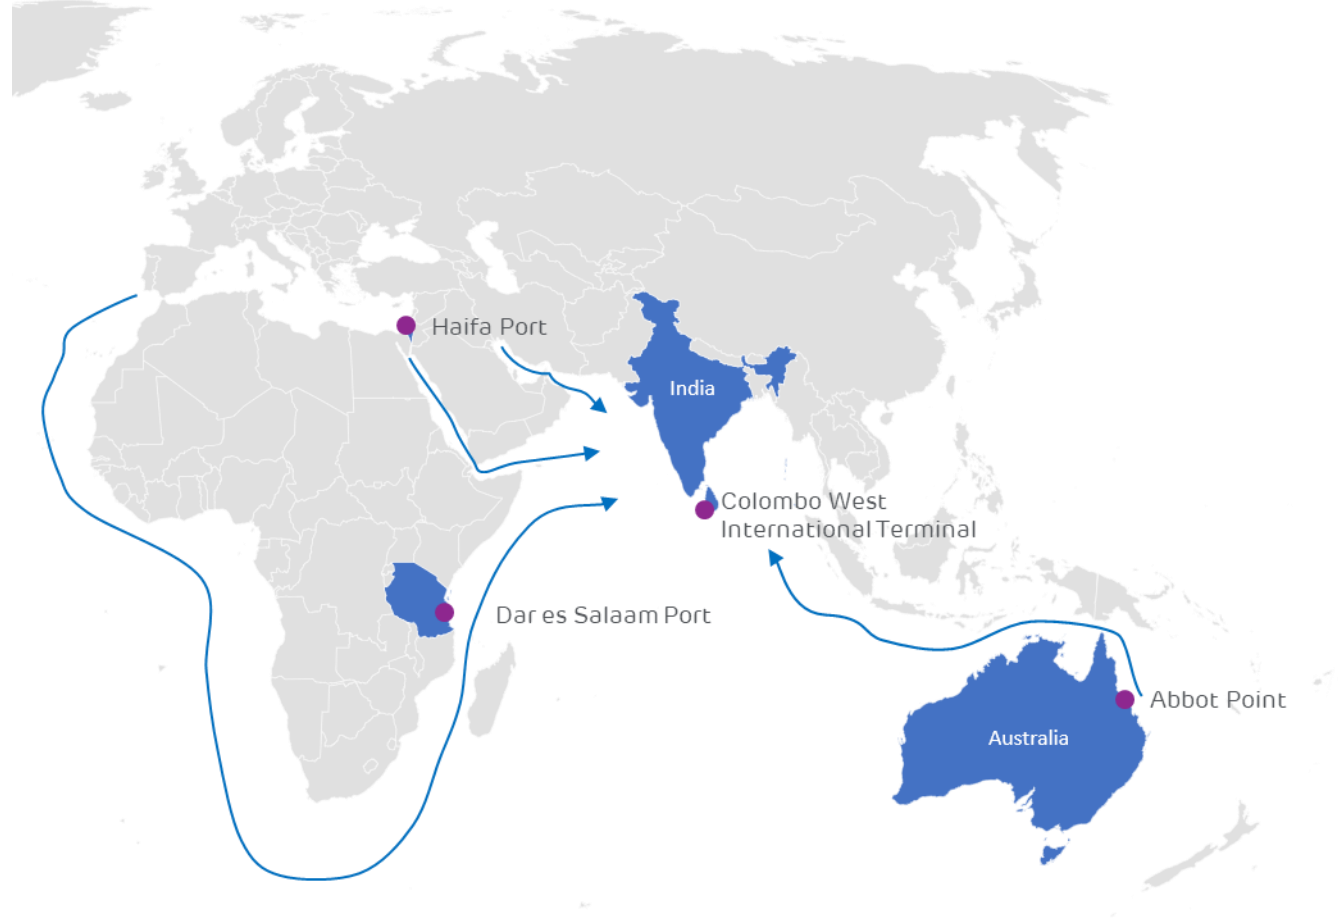 Haifa Port
India
Colombo West
International Terminal
Dar es Salaam Port
Abbot Point
Australia